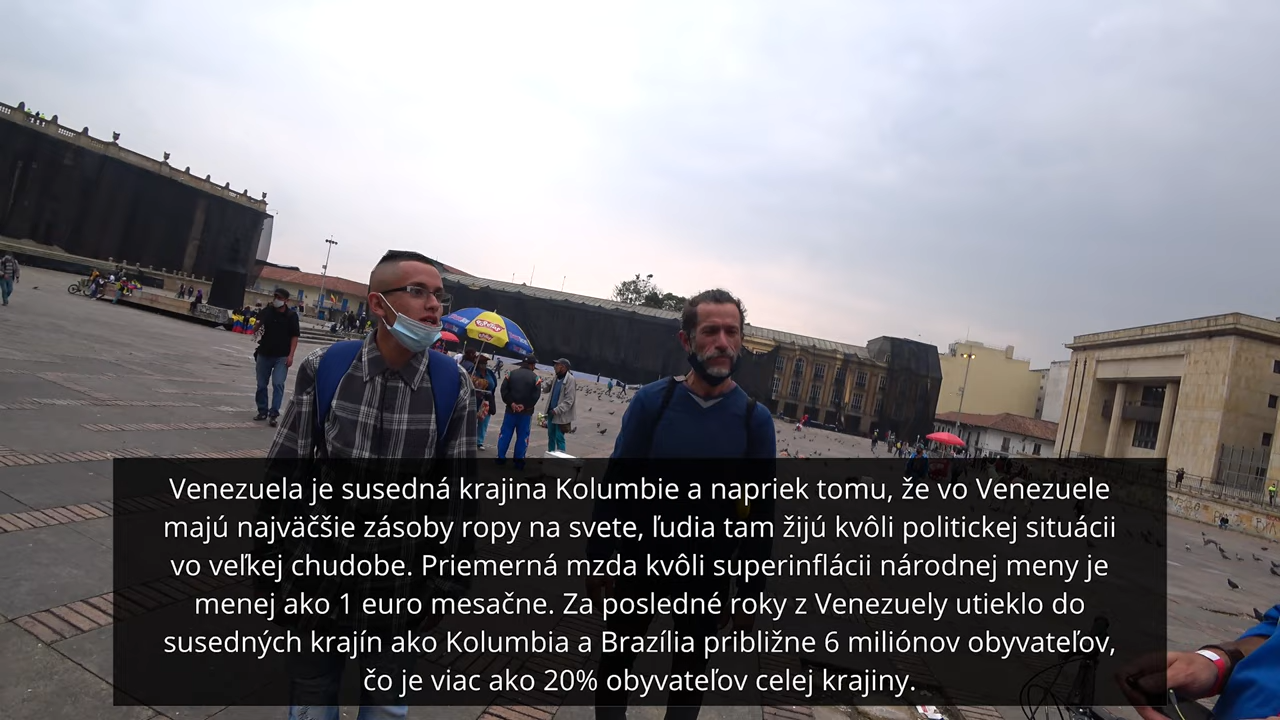 Venezuela je susedná krajina Kolumbie a napriek tomu, že vo Venezuele
majú najväčšie zásoby ropy na svete, ľudia tam žijú kvôli politickej situácii
vo veľkej chudobe. Priemerná mzda kvôli superinflácii národnej meny je
menej ako 1 euro mesačne. Za posledné roky z Venezuely utieklo do
susedných krajín ako Kolumbia a Brazília približne 6 miliónov obyvateľov,
čo je viac ako 20% obyvateľov celej krajiny.